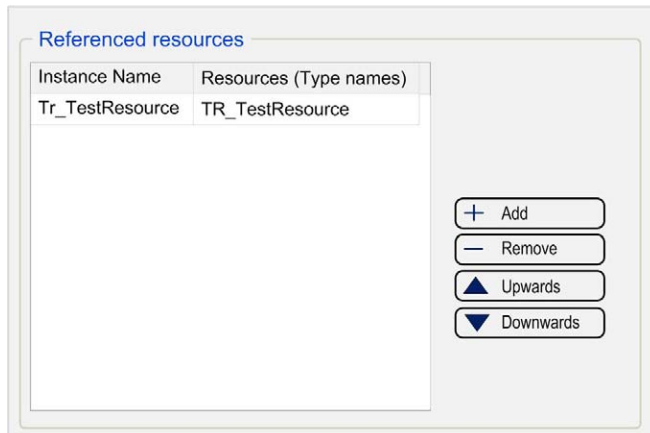 Referenced resources
Instance Name Resources (Type names)
Tr_TestResource TR_TestResource
Add
Remove
Upwards
Downwards